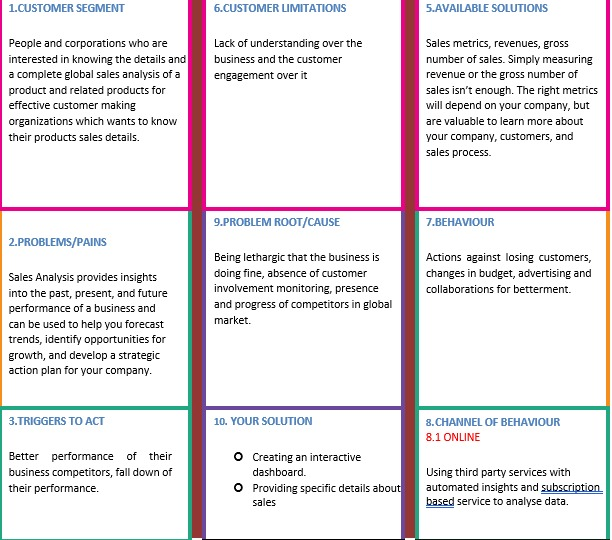 1.CUSTOMER SEGMENT
People and corporations who are
interested in knowing the details and
a complete global sales analysis of a
product and related products for
effective customer making
organizations which wants to know
their products sales details.
6.CUSTOMER LIMITATIONS
Lack of understanding over the
business and the customer
engagement over it
5.AVAILABLE SOLUTIONS
Sales metrics, revenues, gross
number of sales. Simply measuring
revenue or the gross number of
sales isn’t enough. The right metrics
will depend on your company, but
are valuable to learn more about
your company, customers, and
sales process.
2.PROBLEMS/PAINS
Sales Analysis provides insights
into the past, present, and future
performance of a business and
can be used to help you forecast
trends, identify opportunities for
growth, and develop a strategic
action plan for your company.
9.PROBLEM ROOT/CAUSE
Being lethargic that the business is
doing fine, absence of customer
involvement monitoring, presence
and progress of competitors in global
market.
7.BEHAVIOUR
Actions against losing customers,
changes in budget, advertising and
collaborations for betterment.
3.TRIGGERS TO ACT
Better performance of their
business competitors, fall down of
their performance.
10. YOUR SOLUTION
Creating an interactive
dashboard.
Providing specific details about
sales
8.CHANNEL OF BEHAVIOUR
8.1 ONLINE
Using third party services with
automated insights and subscription
based service to analyse data.